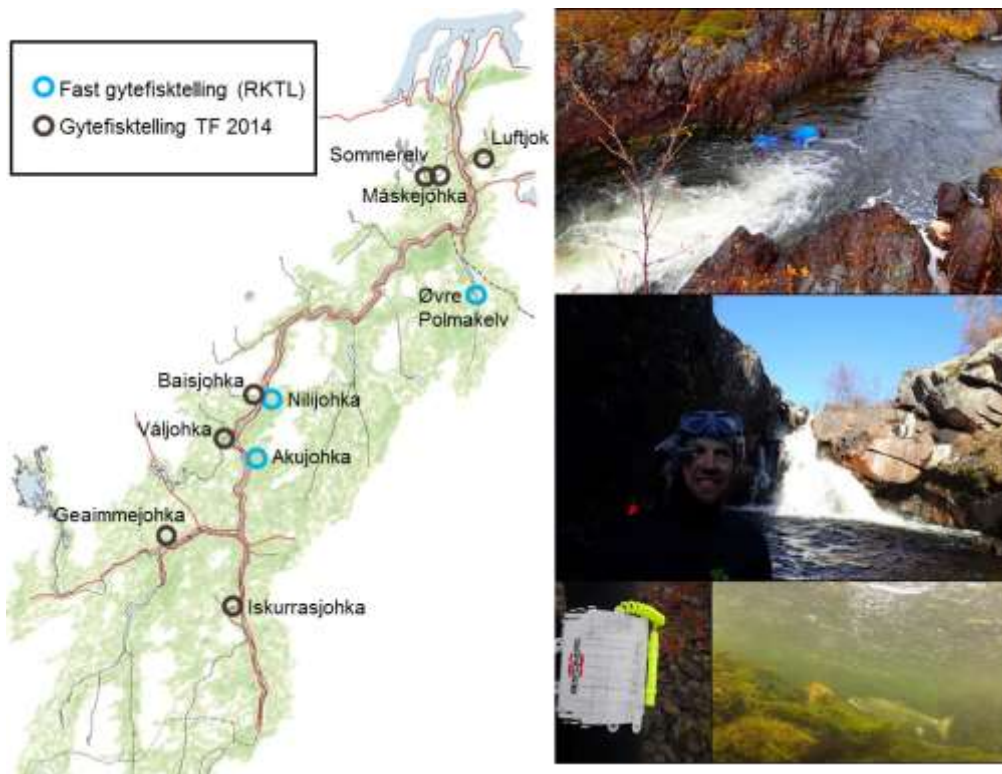 Fast gytefisktelling (RKTL)
Gytefisktelling TF 2014
Luftjok
Sommerelv
Máskejohka
Øvre
Polmakelv
Baisjohka
Nilijohka
Váljohka
Akujohka
Geaimmejohka
Iskurrasjohka